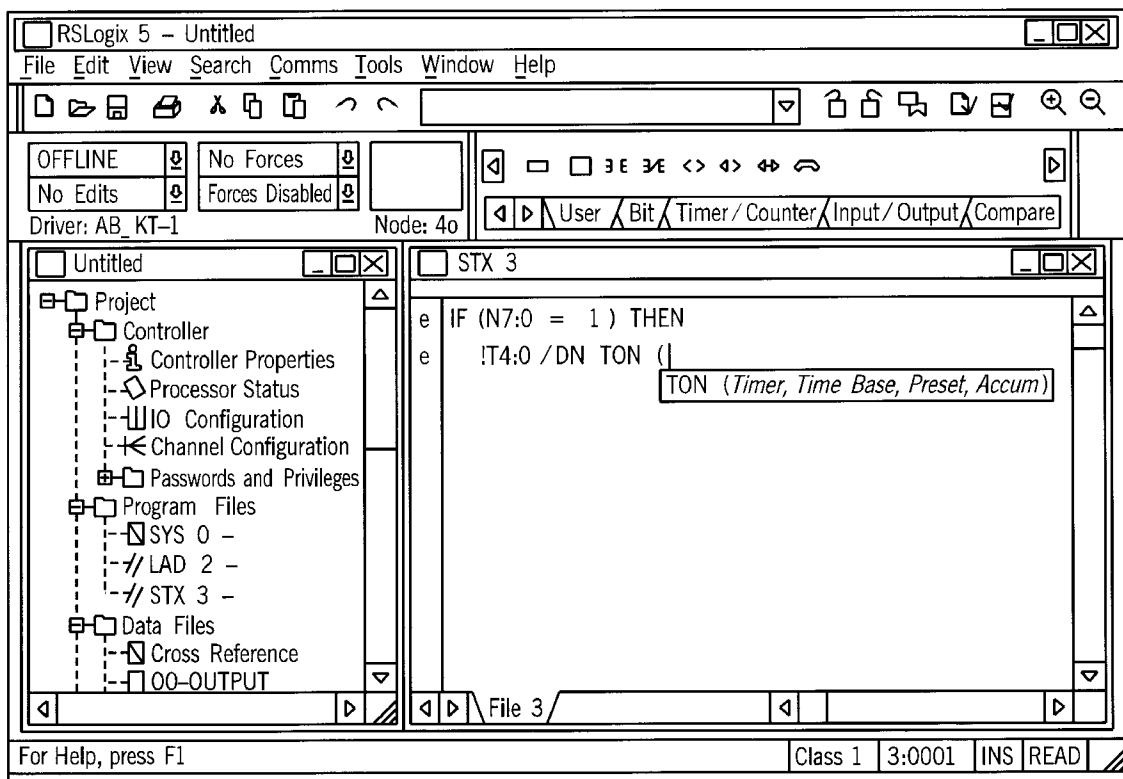 RSLogix 5 – Untitled
File Edit View Search Comms Tools Window Help
OFFLINE No Forces
No Edits Forces Disabled
Driver: AB_KT–1 Node: 4o
User Bit Timer/Counter Input/Output Compare
Untitled
Project
Controller
Controller Properties
Processor Status
IO Configuration
Channel Configuration
Passwords and Privileges
Program Files
SYS 0 –
LAD 2 –
STX 3 –
Data Files
Cross Reference
OO–OUTPUT
STX 3
e IF (N7:0 = 1 ) THEN
e !T4:0 /DN TON (
TON (Timer, Time Base, Preset, Accum)
File 3
For Help, press F1 Class 1 3:0001 INS READ